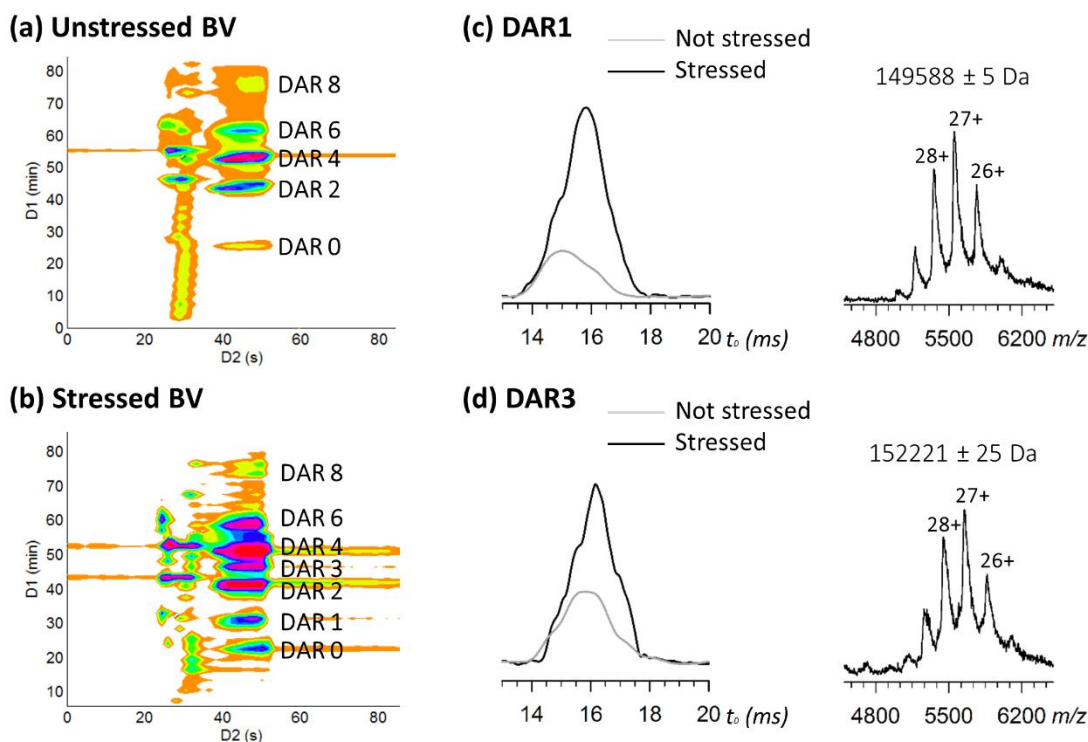 (a) Unstressed BV
80
70
60
50
40
30
20
10
0
D1 (min)
0 20 40 60 80
D2 (s)
DAR 8
DAR 6
DAR 4
DAR 2
DAR 0
(c) DAR1
Not stressed
Stressed
14 16 18 20 tD (ms)
149588 ± 5 Da
27+
28+
26+
4800 5500 6200 m/z
(b) Stressed BV
80
70
60
50
40
30
20
10
D1 (min)
0 20 40 60 80
D2 (s)
DAR 8
DAR 6
DAR 4
DAR 3
DAR 2
DAR 1
DAR 0
(d) DAR3
Not stressed
Stressed
14 16 18 20 tD (ms)
152221 ± 25 Da
27+
28+
26+
4800 5500 6200 m/z